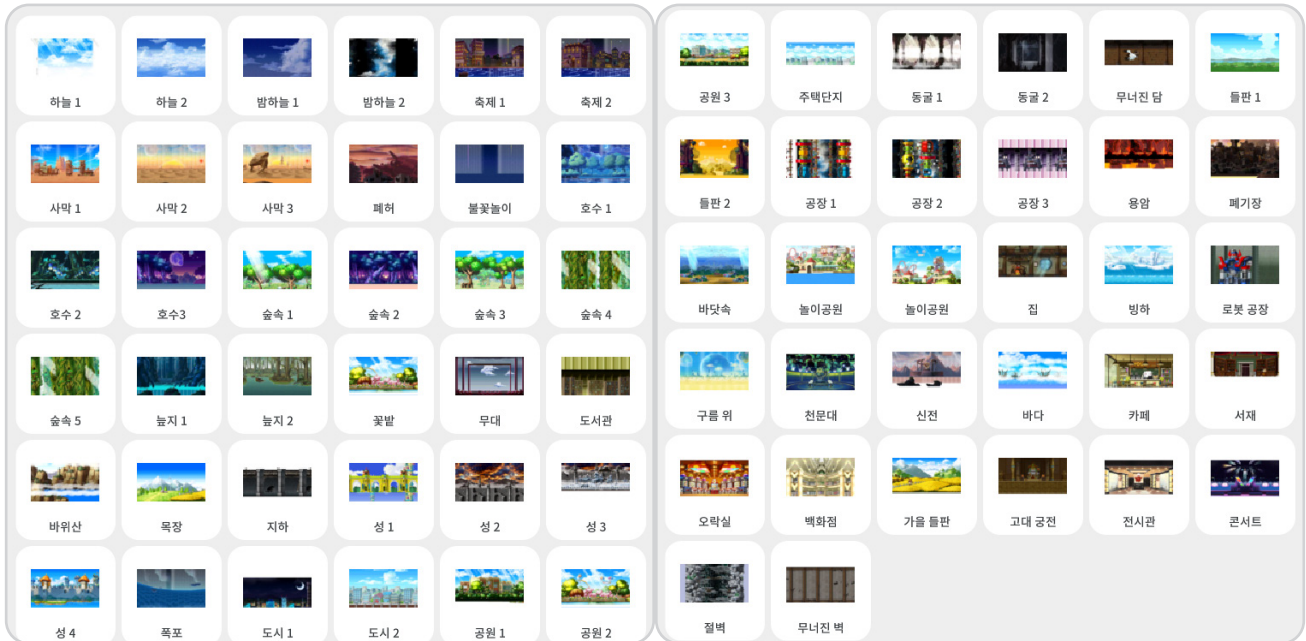 하늘 1
하늘 2
밤하늘 1
밤하늘 2
축제 1
축제 2
사막 1
사막 2
사막 3
폐허
불꽃놀이
호수 1
호수 2
호수3
숲속 1
숲속 2
숲속 3
숲속 4
숲속 5
늪지 1
늪지 2
꽃밭
무대
도서관
바위산
목장
지하
성 1
성 2
성 3
성 4
폭포
도시 1
도시 2
공원 1
공원 2
공원 3
주택단지
동굴 1
동굴 2
무너진 담
들판 1
들판 2
공장 1
공장 2
공장 3
용암
폐기장
바닷속
놀이공원
놀이공원
집
빙하
로봇 공장
구름 위
천문대
신전
바다
카페
서재
오락실
백화점
가을 들판
고대 궁전
전시관
콘서트
절벽
무너진 벽